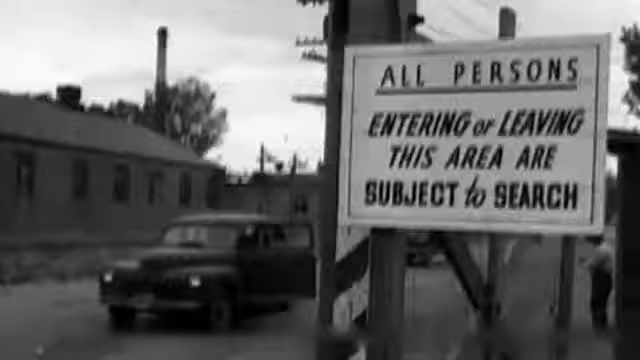 ALL PERSONS
ENTERING or LEAVING
THIS AREA ARE
SUBJECT to SEARCH